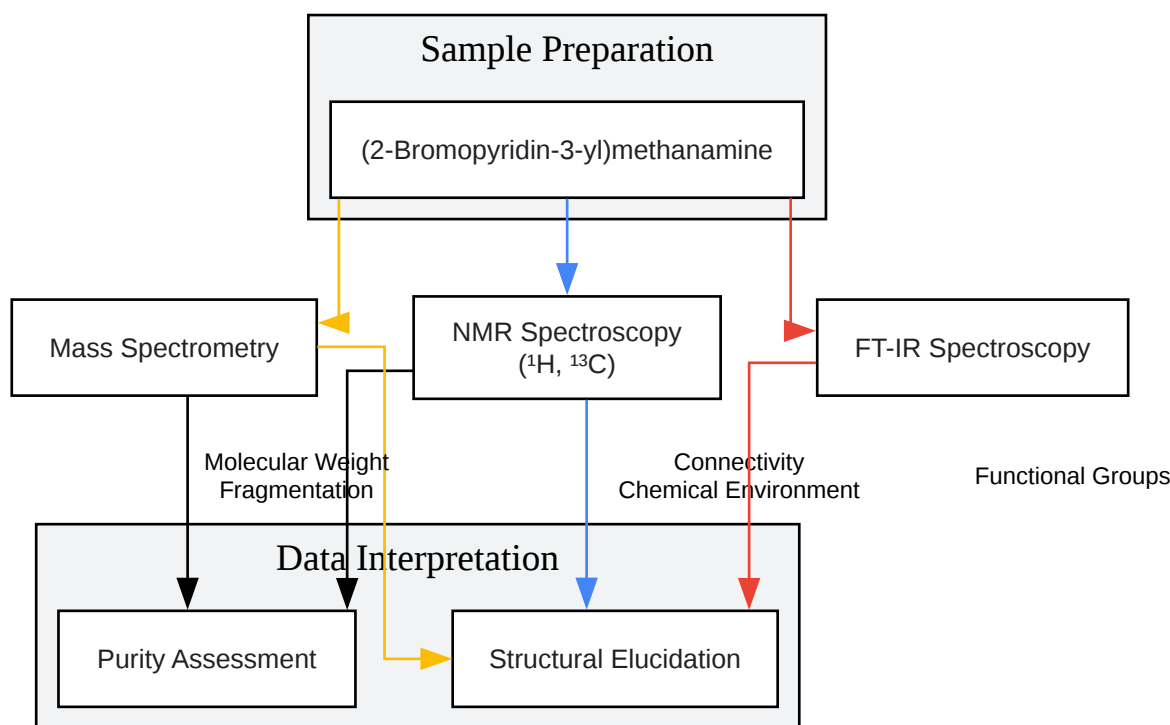 Sample Preparation
(2-Bromopyridin-3-yl)methanamine
Mass Spectrometry
NMR Spectroscopy
(¹H, ¹³C)
FT-IR Spectroscopy
Molecular Weight
Fragmentation
Connectivity
Chemical Environment
Functional Groups
Data Interpretation
Purity Assessment
Structural Elucidation